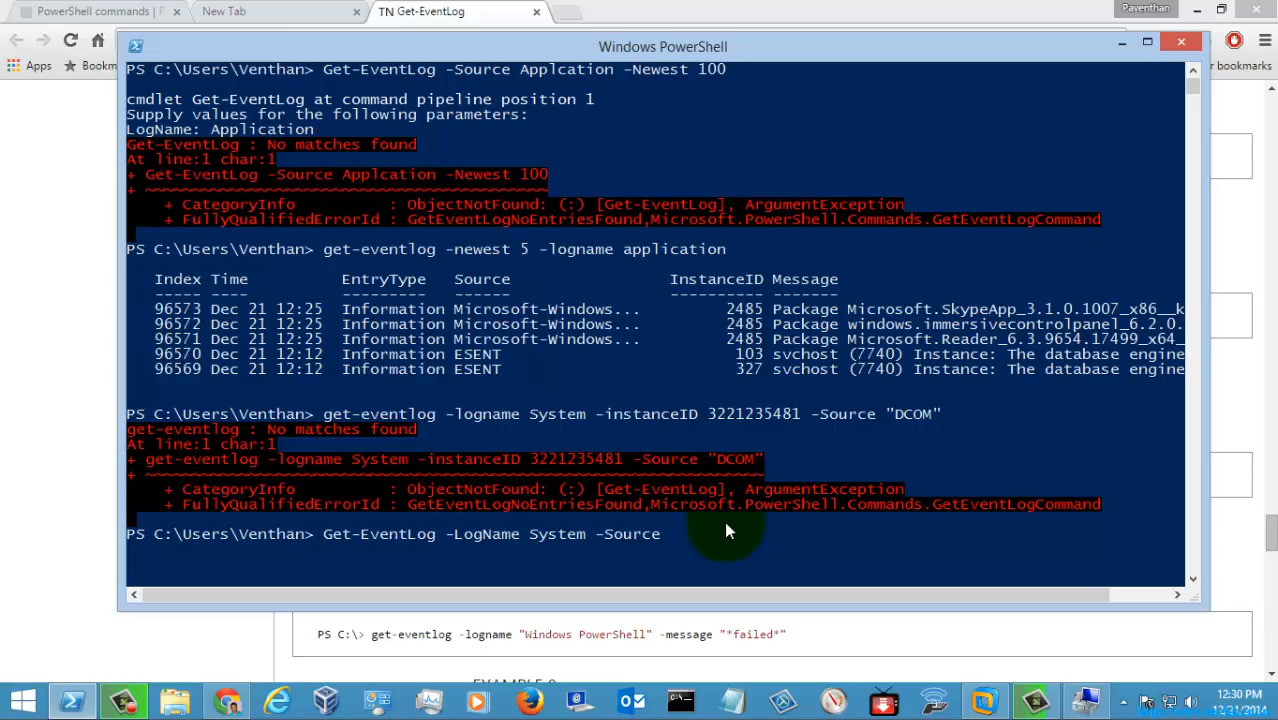 PowerShell commands | P
New Tab
TN Get-EventLog
Paventhan
Apps
Bookm
bookmarks
Windows PowerShell
PS C:\Users\Venthan> Get-EventLog -Source Applcation -Newest 100
cmdlet Get-EventLog at command pipeline position 1
Supply values for the following parameters:
LogName: Application
Get-EventLog : No matches found
At line:1 char:1
+ Get-EventLog -Source Applcation -Newest 100
+ ~~~~~~~~~~~~~~~~~~~~~~~~~~~~~~~~~~~~~~~~~~~
+ CategoryInfo : ObjectNotFound: (:) [Get-EventLog], ArgumentException
+ FullyQualifiedErrorId : GetEventLogNoEntriesFound,Microsoft.PowerShell.Commands.GetEventLogCommand
PS C:\Users\Venthan> get-eventlog -newest 5 -logname application
Index Time EntryType Source InstanceID Message
----- ---- --------- ------ ---------- -------
96573 Dec 21 12:25 Information Microsoft-Windows... 2485 Package Microsoft.SkypeApp_3.1.0.1007_x86__k
96572 Dec 21 12:25 Information Microsoft-Windows... 2485 Package windows.immersivecontrolpanel_6.2.0.
96571 Dec 21 12:25 Information Microsoft-Windows... 2485 Package Microsoft.Reader_6.3.9654.17499_x64_
96570 Dec 21 12:12 Information ESENT 103 svchost (7740) Instance: The database engine
96569 Dec 21 12:12 Information ESENT 327 svchost (7740) Instance: The database engine
PS C:\Users\Venthan> get-eventlog -logname System -instanceID 3221235481 -Source "DCOM"
get-eventlog : No matches found
At line:1 char:1
+ get-eventlog -logname System -instanceID 3221235481 -Source "DCOM"
+ ~~~~~~~~~~~~~~~~~~~~~~~~~~~~~~~~~~~~~~~~~~~~~~~~~~~~~~~~~~~~~~~~~~
+ CategoryInfo : ObjectNotFound: (:) [Get-EventLog], ArgumentException
+ FullyQualifiedErrorId : GetEventLogNoEntriesFound,Microsoft.PowerShell.Commands.GetEventLogCommand
PS C:\Users\Venthan> Get-EventLog -LogName System -Source
PS C:\> get-eventlog -logname "Windows PowerShell" -message "*failed*"
12:30 PM
12/21/2014